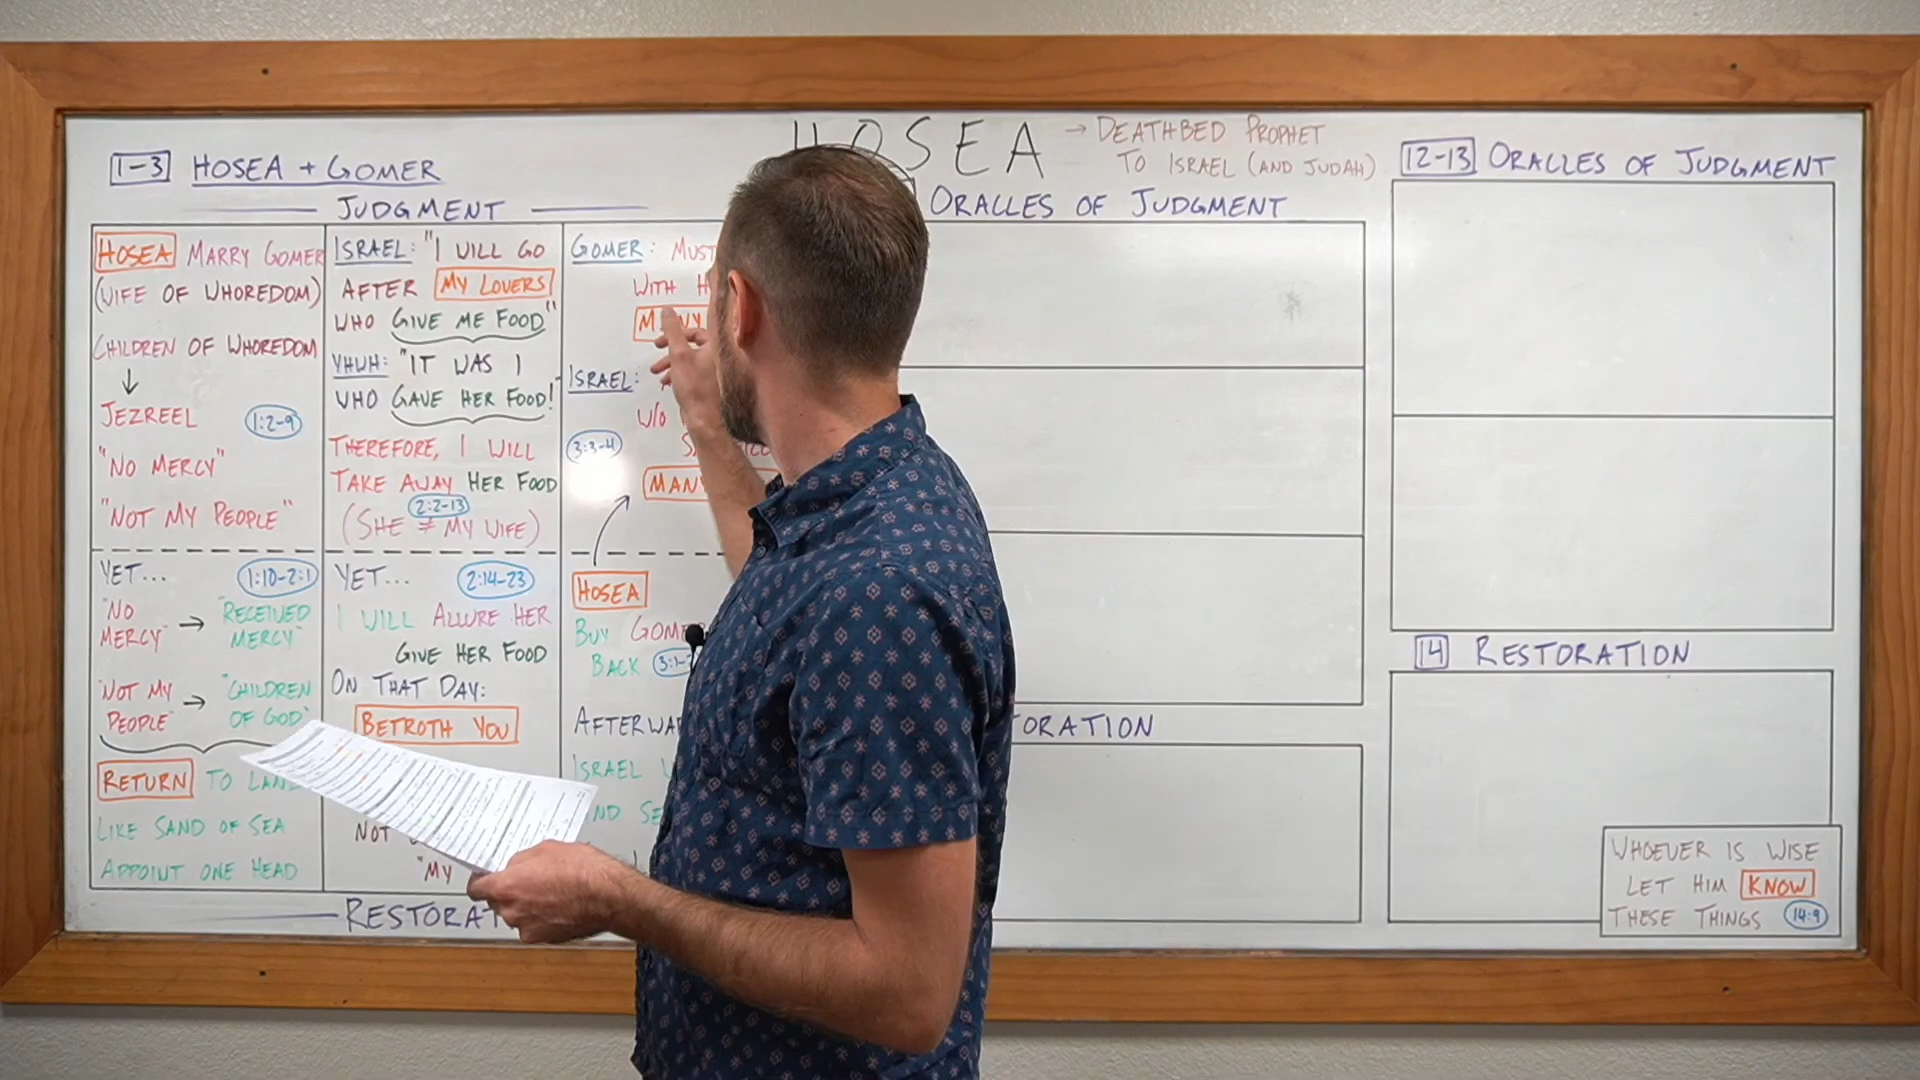 HOSEA → DEATHBED PROPHET
TO ISRAEL (AND JUDAH)
1-3 HOSEA + GOMER
JUDGMENT
HOSEA MARRY GOMER
(WIFE OF WHOREDOM)
CHILDREN OF WHOREDOM
↓
JEZREEL 1:2-9
"NO MERCY"
"NOT MY PEOPLE"
YET... 1:10-2:1
"NO MERCY" → "RECEIVED MERCY"
"NOT MY PEOPLE" → "CHILDREN OF GOD"
RETURN TO LAND
LIKE SAND OF SEA
APPOINT ONE HEAD
ISRAEL: "I WILL GO
AFTER MY LOVERS
WHO GIVE ME FOOD"
YHWH: "IT WAS I
WHO GAVE HER FOOD!"
THEREFORE, I WILL
TAKE AWAY HER FOOD
2:2-13
(SHE ≠ MY WIFE)
YET... 2:14-23
I WILL ALLURE HER
GIVE HER FOOD
ON THAT DAY:
BETROTH YOU
NOT
"MY
GOMER: MUST
WITH
ISRAEL:
W/O
3:3-4
MANY
HOSEA
BUY GOMER
BACK
ISRAEL
RESTORAT
ORACLES OF JUDGMENT
ORATION
12-13 ORACLES OF JUDGMENT
14 RESTORATION
WHOEVER IS WISE
LET HIM KNOW
THESE THINGS 14:9